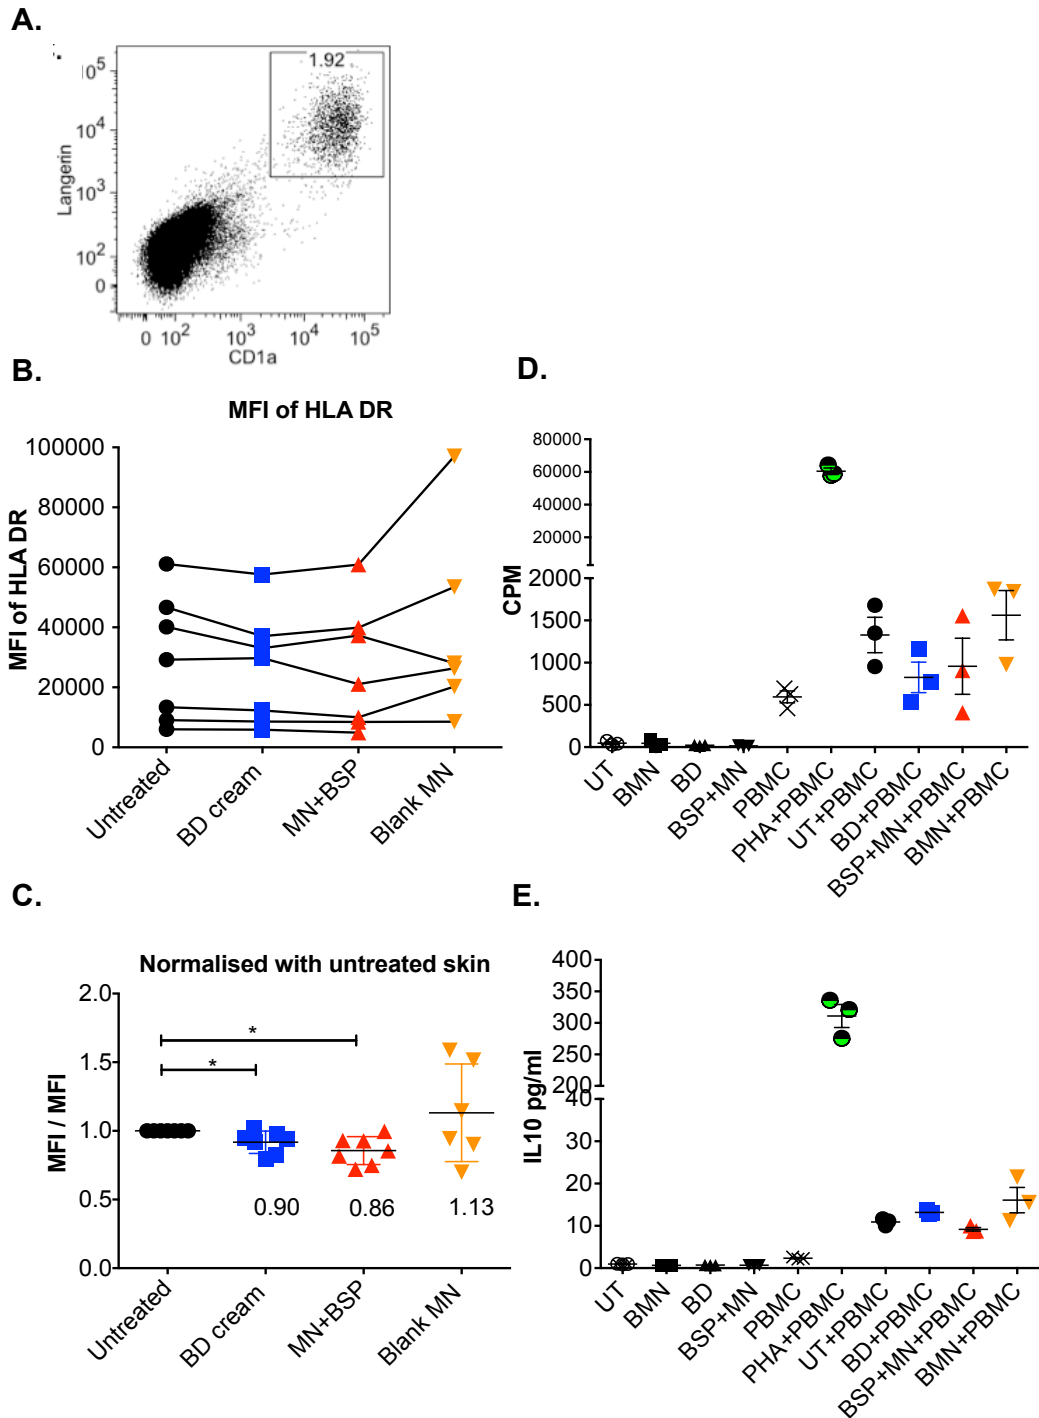 A.
1.92
10^5
10^4
10^3
10^2
0
Langerin
0 10^2 10^3 10^4 10^5
CD1a
B.
MFI of HLA DR
100000
80000
60000
40000
20000
0
MFI of HLA DR
Untreated
BD cream
MN+BSP
Blank MN
C.
Normalised with untreated skin
2.0
1.5
1.0
0.5
0.0
MFI / MFI
*
*
0.90 0.86 1.13
Untreated
BD cream
MN+BSP
Blank MN
D.
80000
60000
40000
20000
2000
1500
1000
500
0
CPM
UT
BMN
BD
BSP+MN
PBMC
PHA+PBMC
UT+PBMC
BD+PBMC
BSP+MN+PBMC
BMN+PBMC
E.
400
350
300
250
200
40
30
20
10
0
IL10 pg/ml
UT
BMN
BD
BSP+MN
PBMC
PHA+PBMC
UT+PBMC
BD+PBMC
BSP+MN+PBMC
BMN+PBMC